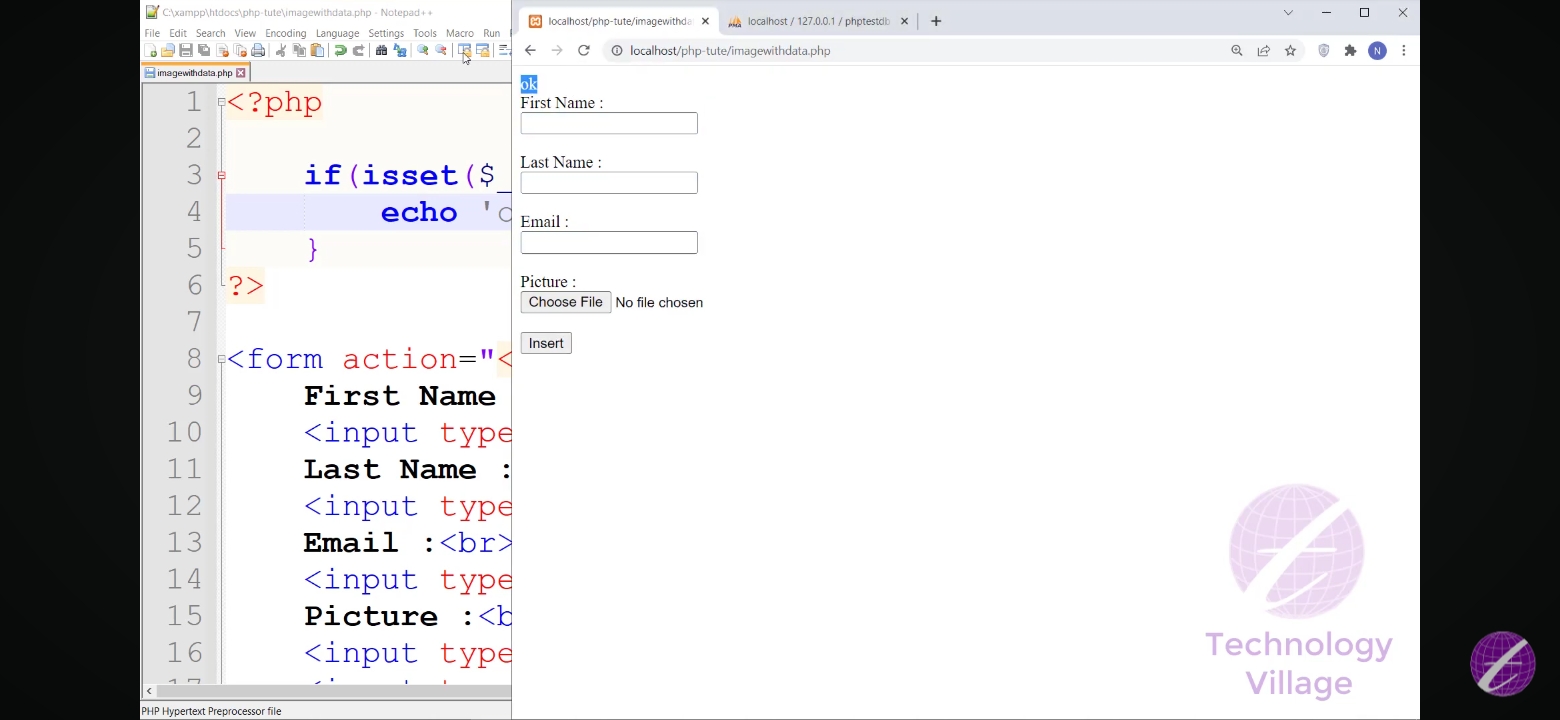 C:\xampp\htdocs\php-tute\imagewithdata.php - Notepad++
File Edit Search View Encoding Language Settings Tools Macro Run
imagewithdata.php
1 <?php
2
3 if(isset($_
4 echo '
5 }
6 ?>
7
8 <form action="<
9 First Name
10 <input type
11 Last Name :
12 <input type
13 Email :<br>
14 <input type
15 Picture :<b
16 <input type
PHP Hypertext Preprocessor file
localhost/php-tute/imagewithdat
localhost / 127.0.0.1 / phptestdb
localhost/php-tute/imagewithdata.php
N
ok
First Name :
Last Name :
Email :
Picture :
Choose File No file chosen
Insert
Technology
Village